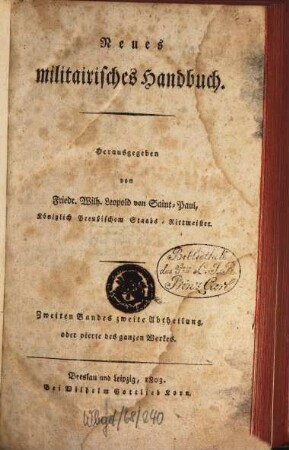 Neues
militairisches Handbuch.
Herausgegeben
von
Friedr. Wilh. Leopold von Saint-Paul,
Königlich Preußischem Staabs-Rittmeister.
Bibliothek
Zweiten Bandes zweite Abtheilung,
oder vierte des ganzen Werkes.
Breslau und Leipzig, 1803.
Bei Wilhelm Gottlieb Korn.